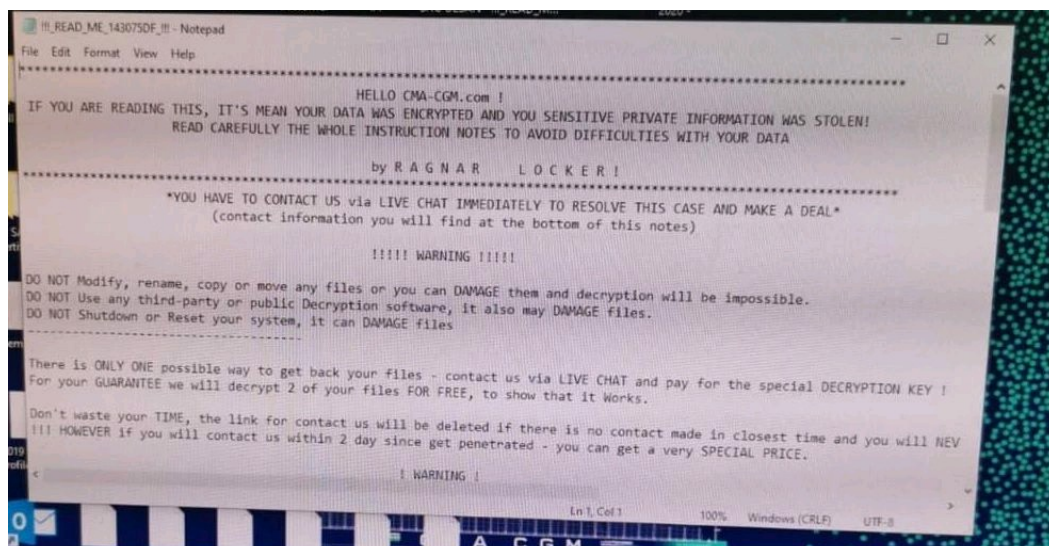 !!!_READ_ME_143075DF_!!! - Notepad
File Edit Format View Help
******************************************************************************************
HELLO CMA-CGM.com !
IF YOU ARE READING THIS, IT'S MEAN YOUR DATA WAS ENCRYPTED AND YOU SENSITIVE PRIVATE INFORMATION WAS STOLEN!
READ CAREFULLY THE WHOLE INSTRUCTION NOTES TO AVOID DIFFICULTIES WITH YOUR DATA
by R A G N A R L O C K E R !
******************************************************************************************
*YOU HAVE TO CONTACT US via LIVE CHAT IMMEDIATELY TO RESOLVE THIS CASE AND MAKE A DEAL*
(contact information you will find at the bottom of this notes)
!!!!! WARNING !!!!!
DO NOT Modify, rename, copy or move any files or you can DAMAGE them and decryption will be impossible.
DO NOT Use any third-party or public Decryption software, it also may DAMAGE files.
DO NOT Shutdown or Reset your system, it can DAMAGE files
----------------------------------
There is ONLY ONE possible way to get back your files - contact us via LIVE CHAT and pay for the special DECRYPTION KEY !
For your GUARANTEE we will decrypt 2 of your files FOR FREE, to show that it Works.
Don't waste your TIME, the link for contact us will be deleted if there is no contact made in closest time and you will NEV
!!! HOWEVER if you will contact us within 2 day since get penetrated - you can get a very SPECIAL PRICE.
! WARNING !
Ln 1, Col 1 100% Windows (CRLF) UTF-8
C G M